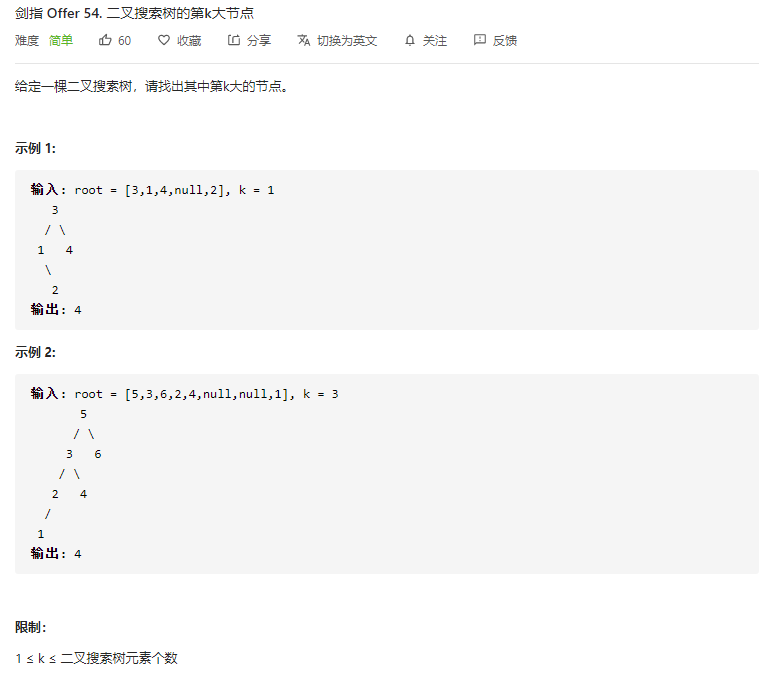 剑指 Offer 54. 二叉搜索树的第k大节点
难度 简单 60 收藏 分享 切换为英文 关注 反馈
给定一棵二叉搜索树，请找出其中第k大的节点。
示例 1:
输入: root = [3,1,4,null,2], k = 1
   3
  / \
 1   4
  \
   2
输出: 4
示例 2:
输入: root = [5,3,6,2,4,null,null,1], k = 3
       5
      / \
     3   6
    / \
   2   4
  /
 1
输出: 4
限制：
1 ≤ k ≤ 二叉搜索树元素个数